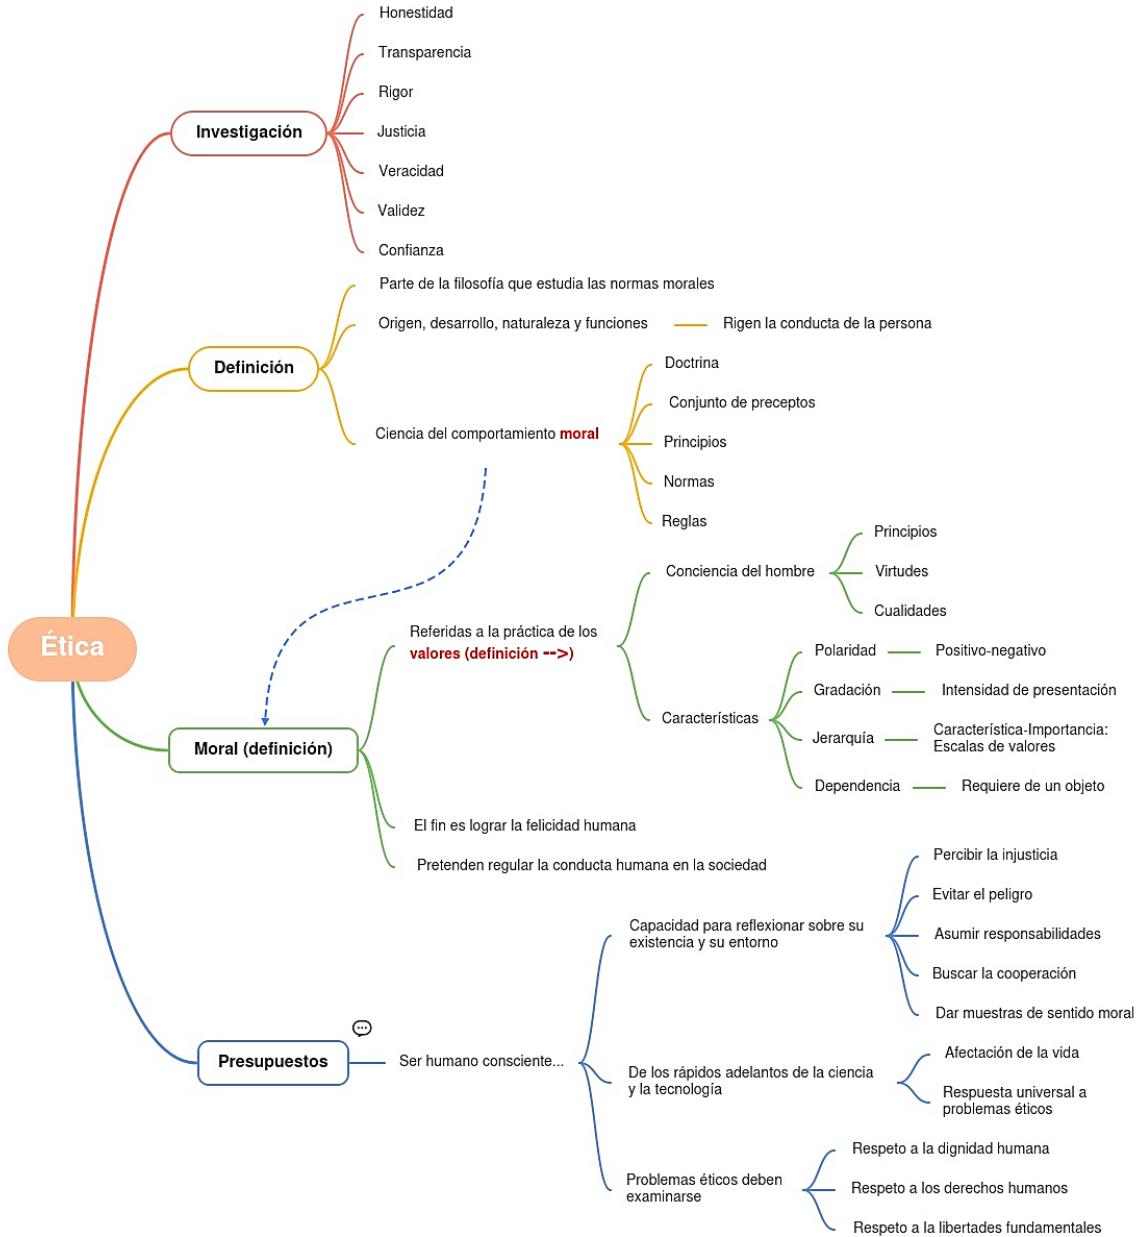 Ética
Investigación
Honestidad
Transparencia
Rigor
Justicia
Veracidad
Validez
Confianza
Definición
Parte de la filosofía que estudia las normas morales
Origen, desarrollo, naturaleza y funciones
Rigen la conducta de la persona
Ciencia del comportamiento moral
Doctrina
Conjunto de preceptos
Principios
Normas
Reglas
Moral (definición)
Referidas a la práctica de los
valores (definición -->)
Conciencia del hombre
Principios
Virtudes
Cualidades
Características
Polaridad
Positivo-negativo
Gradación
Intensidad de presentación
Jerarquía
Característica-Importancia:
Escalas de valores
Dependencia
Requiere de un objeto
El fin es lograr la felicidad humana
Pretenden regular la conducta humana en la sociedad
Presupuestos
Ser humano consciente...
Capacidad para reflexionar sobre su
existencia y su entorno
Percibir la injusticia
Evitar el peligro
Asumir responsabilidades
Buscar la cooperación
Dar muestras de sentido moral
De los rápidos adelantos de la ciencia
y la tecnología
Afectación de la vida
Respuesta universal a
problemas éticos
Problemas éticos deben
examinarse
Respeto a la dignidad humana
Respeto a los derechos humanos
Respeto a la libertades fundamentales